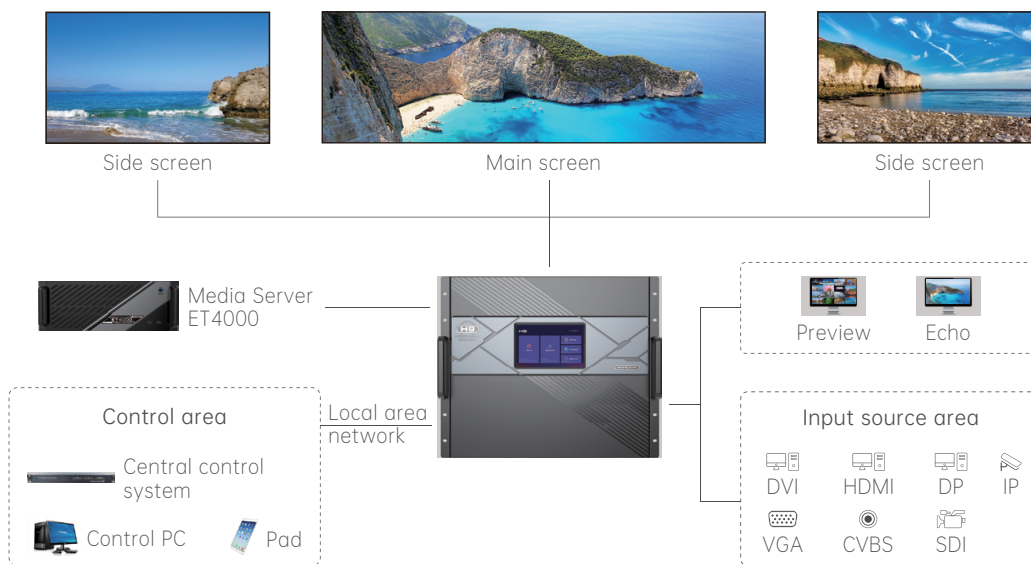 Side screen
Main screen
Side screen
Media Server
ET4000
H9
Preview
Echo
Control area
Local area
network
Input source area
Central control
system
DVI
HDMI
DP
IP
Control PC
Pad
VGA
CVBS
SDI